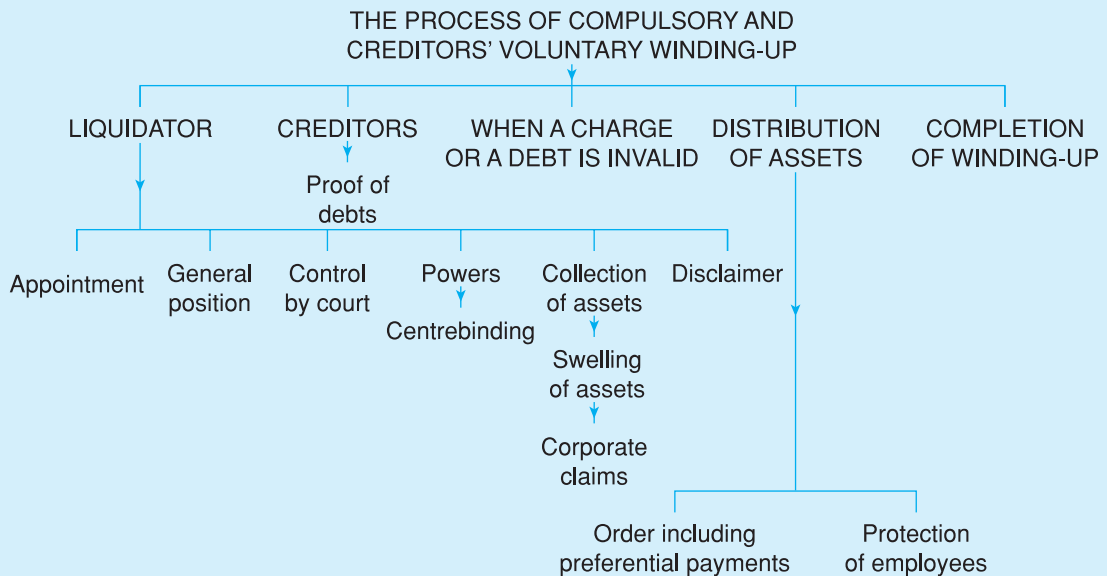 THE PROCESS OF COMPULSORY AND
CREDITORS’ VOLUNTARY WINDING-UP
LIQUIDATOR
CREDITORS
WHEN A CHARGE
OR A DEBT IS INVALID
DISTRIBUTION
OF ASSETS
COMPLETION
OF WINDING-UP
Proof of
debts
Appointment
General
position
Control
by court
Powers
Centrebinding
Collection
of assets
Swelling
of assets
Corporate
claims
Disclaimer
Order including
preferential payments
Protection
of employees